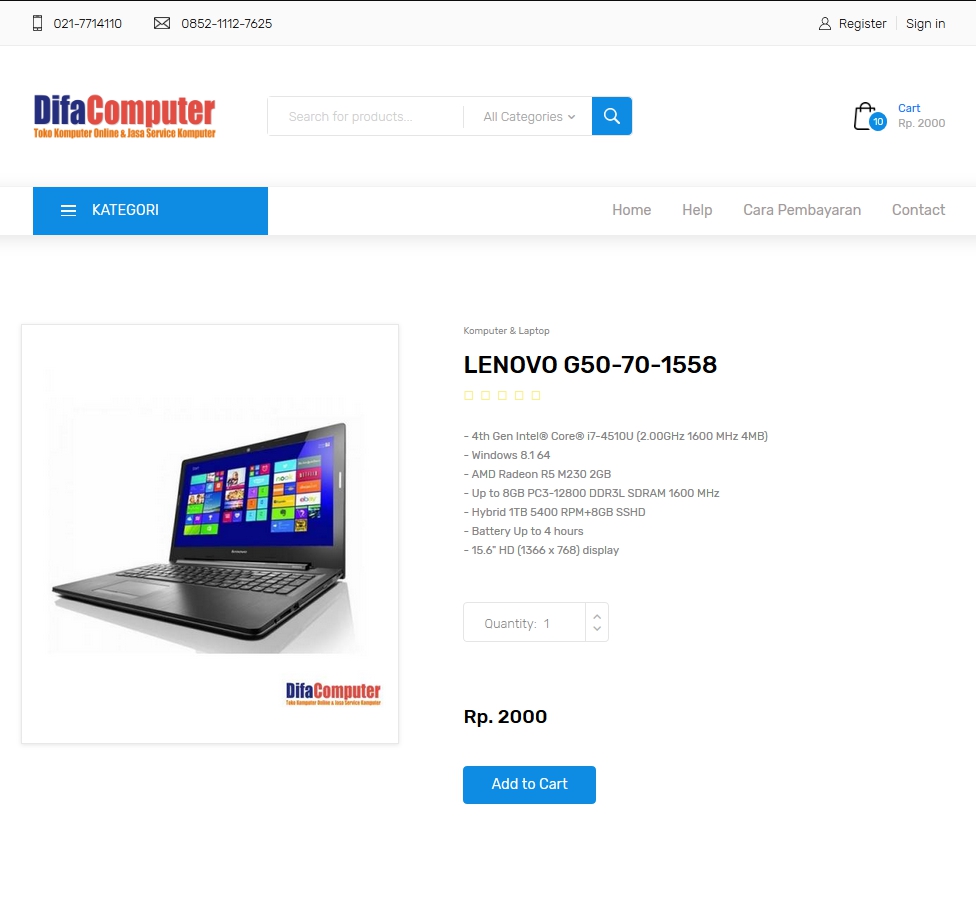 021-7714110
0852-1112-7625
Register
Sign in
DifaComputer
Toko Komputer Online & Jasa Service Komputer
Search for products...
All Categories
10
Cart
Rp. 2000
KATEGORI
Home
Help
Cara Pembayaran
Contact
Komputer & Laptop
LENOVO G50-70-1558
- 4th Gen Intel® Core® i7-4510U (2.00GHz 1600 MHz 4MB)
- Windows 8.1 64
- AMD Radeon R5 M230 2GB
- Up to 8GB PC3-12800 DDR3L SDRAM 1600 MHz
- Hybrid 1TB 5400 RPM+8GB SSHD
- Battery Up to 4 hours
- 15.6" HD (1366 x 768) display
Quantity: 1
DifaComputer
Toko Komputer Online & Jasa Service Komputer
Rp. 2000
Add to Cart